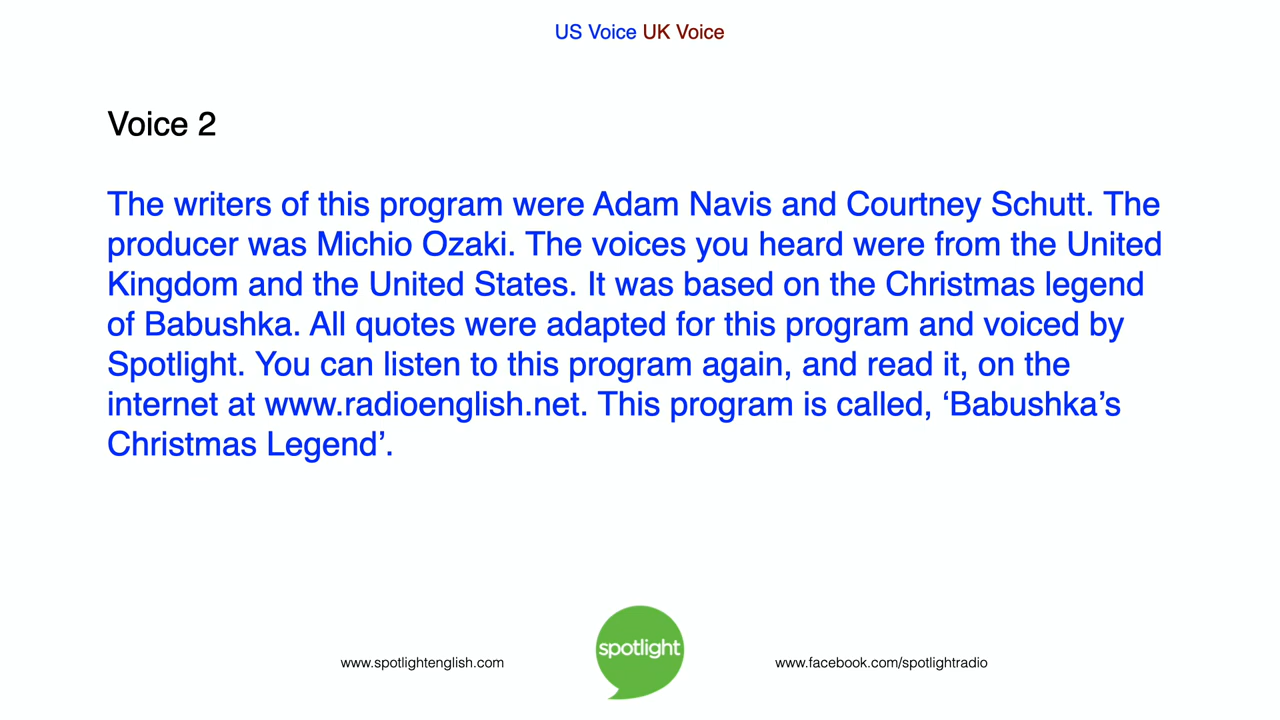 US Voice UK Voice
Voice 2
The writers of this program were Adam Navis and Courtney Schutt. The
producer was Michio Ozaki. The voices you heard were from the United
Kingdom and the United States. It was based on the Christmas legend
of Babushka. All quotes were adapted for this program and voiced by
Spotlight. You can listen to this program again, and read it, on the
internet at www.radioenglish.net. This program is called, ‘Babushka’s
Christmas Legend’.
spotlight
www.spotlightenglish.com
www.facebook.com/spotlightradio